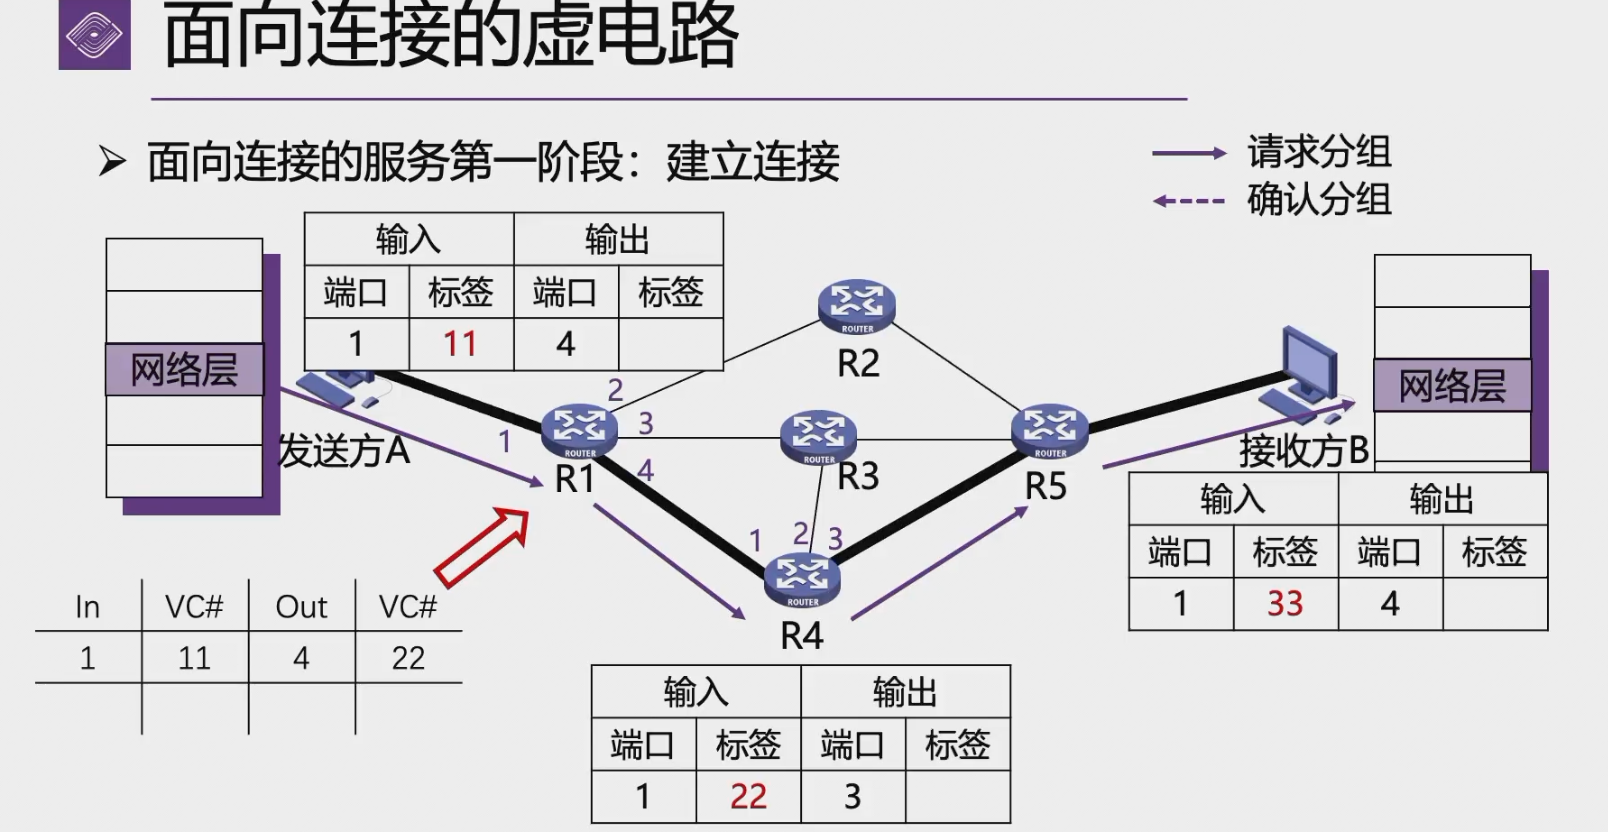 面向连接的虚电路
面向连接的服务第一阶段：建立连接
请求分组
确认分组
输入 输出
端口 标签 端口 标签
1 11 4
网络层
发送方A
1
2
3
4
ROUTER
R1
ROUTER
R2
ROUTER
R3
ROUTER
R5
接收方B
网络层
输入 输出
端口 标签 端口 标签
1 33 4
1 2 3
ROUTER
R4
In VC# Out VC#
1 11 4 22
输入 输出
端口 标签 端口 标签
1 22 3